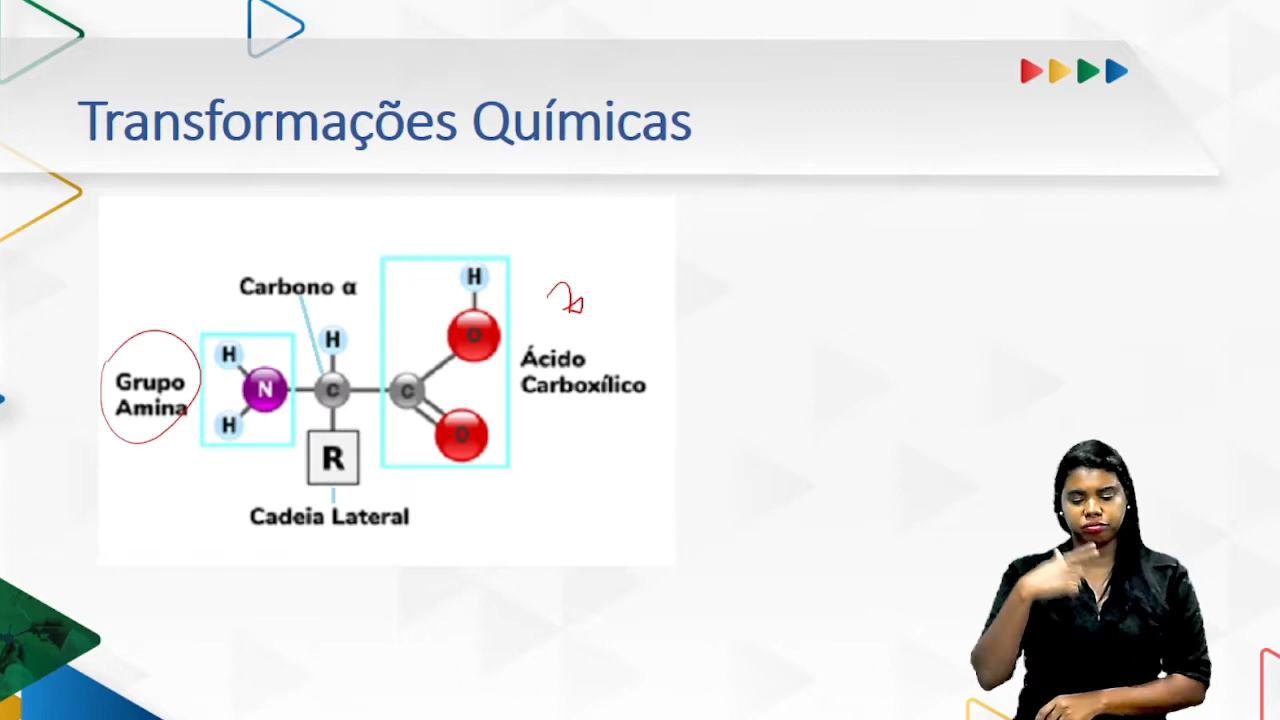 Transformações Químicas
Carbono α
H
H
O
Ácido
Carboxílico
H
Grupo
Amina
N
C
C
H
O
R
Cadeia Lateral